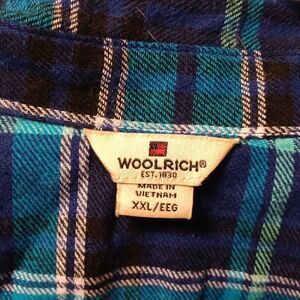 WOOLRICH®
EST. 1830
MADE IN
VIETNAM
XXL/EEG